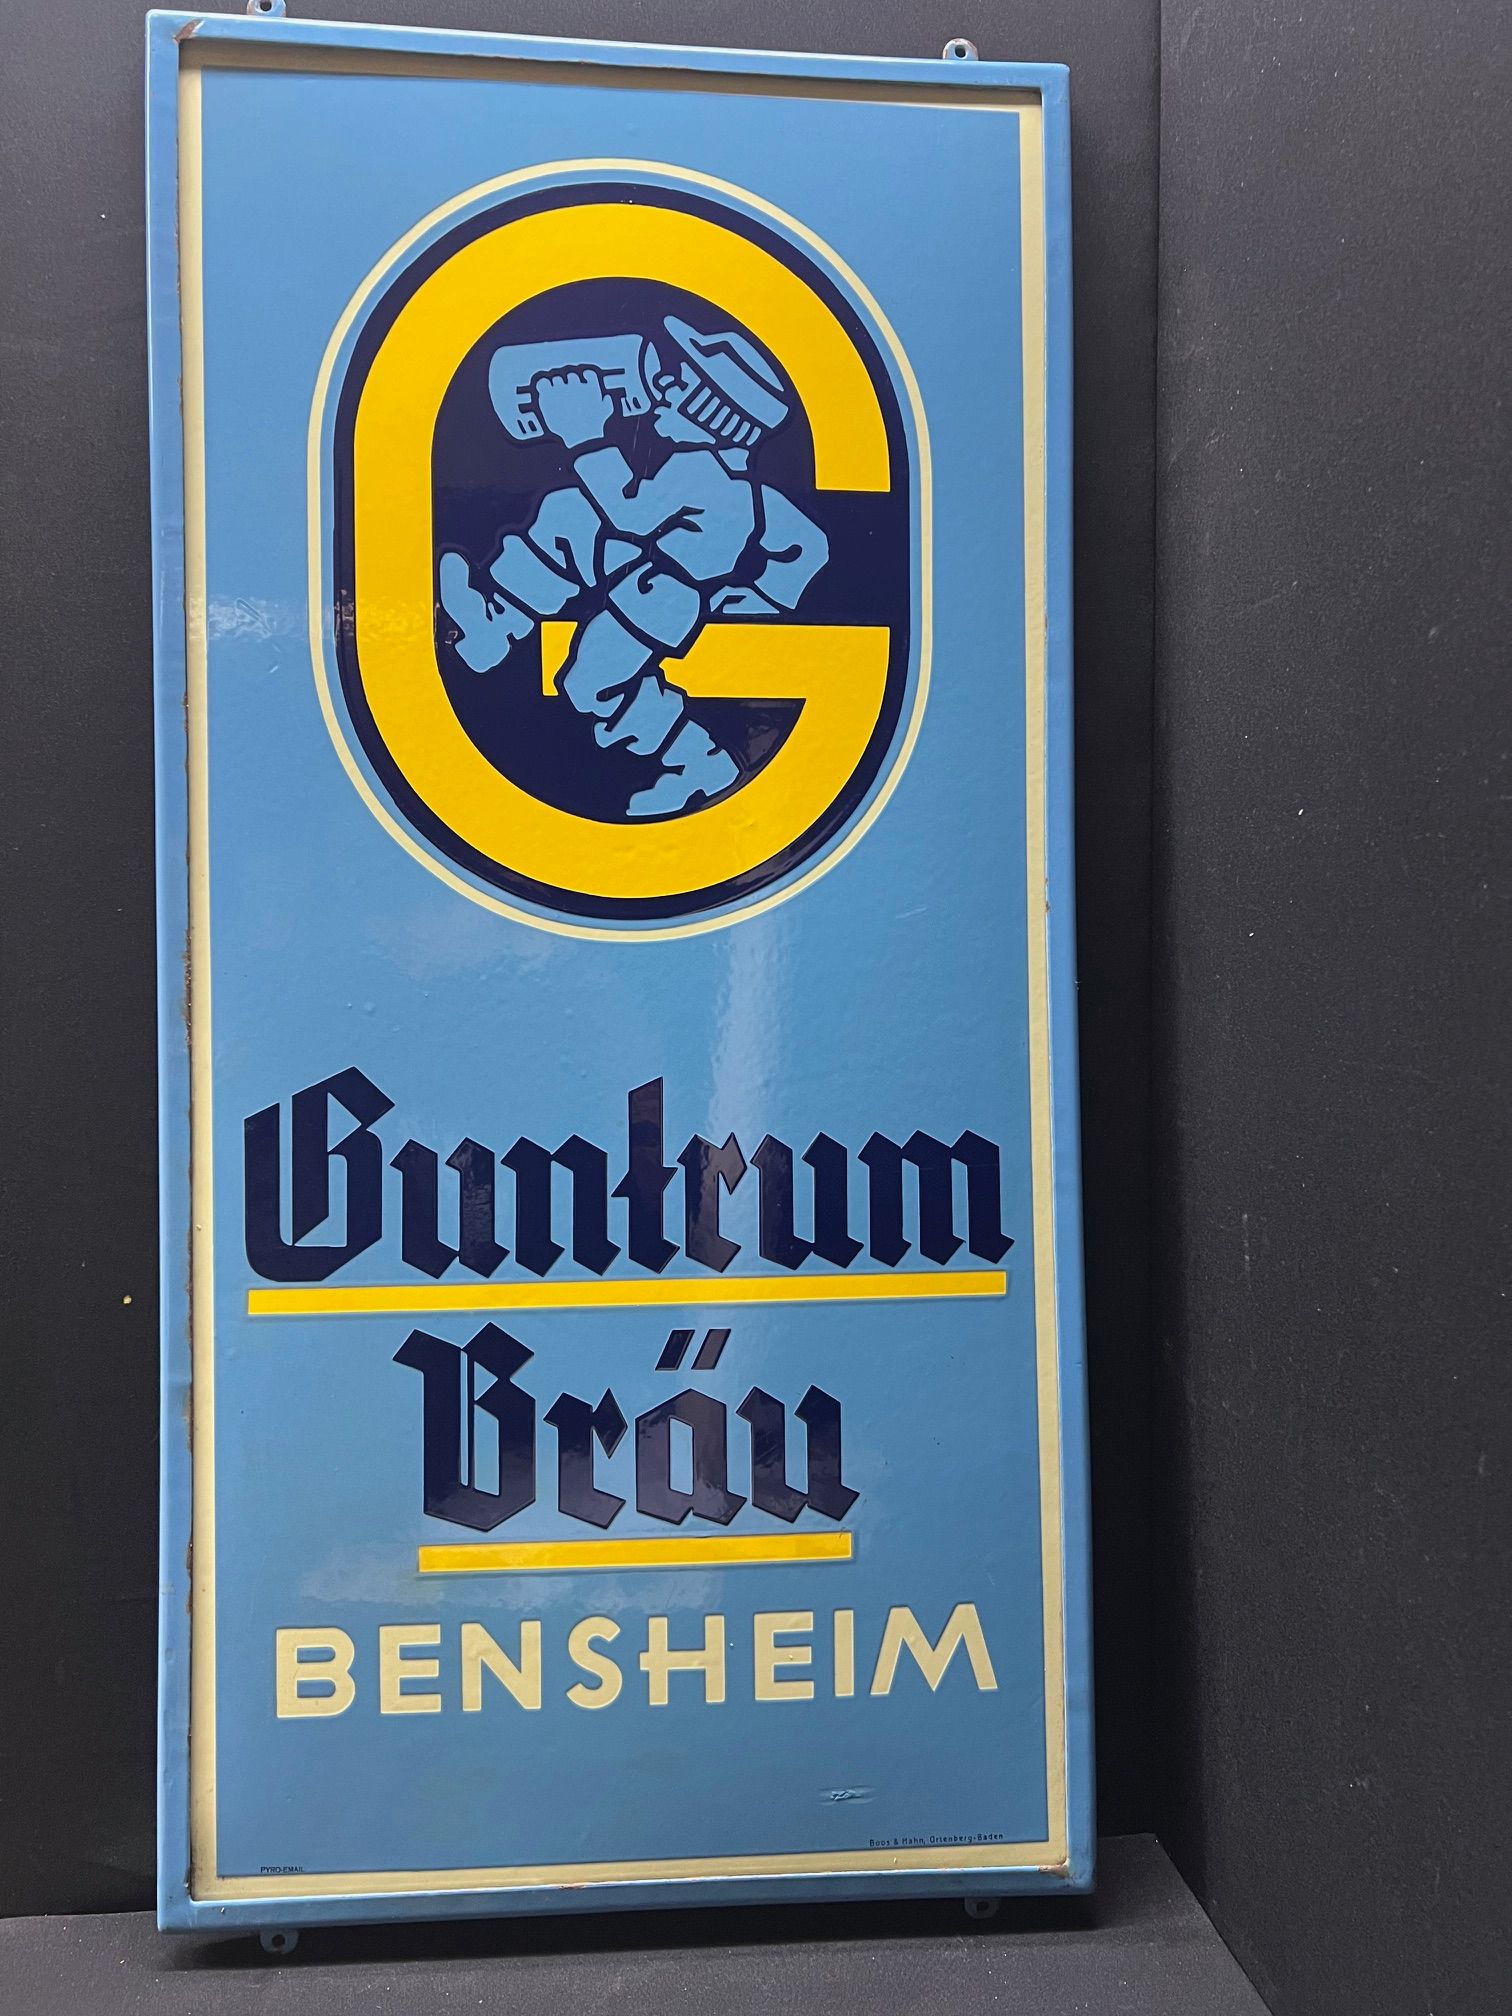 G
Guntrum
Bräu
BENSHEIM
Boos & Hahn, Ortenberg-Baden
PYRO-EMAIL